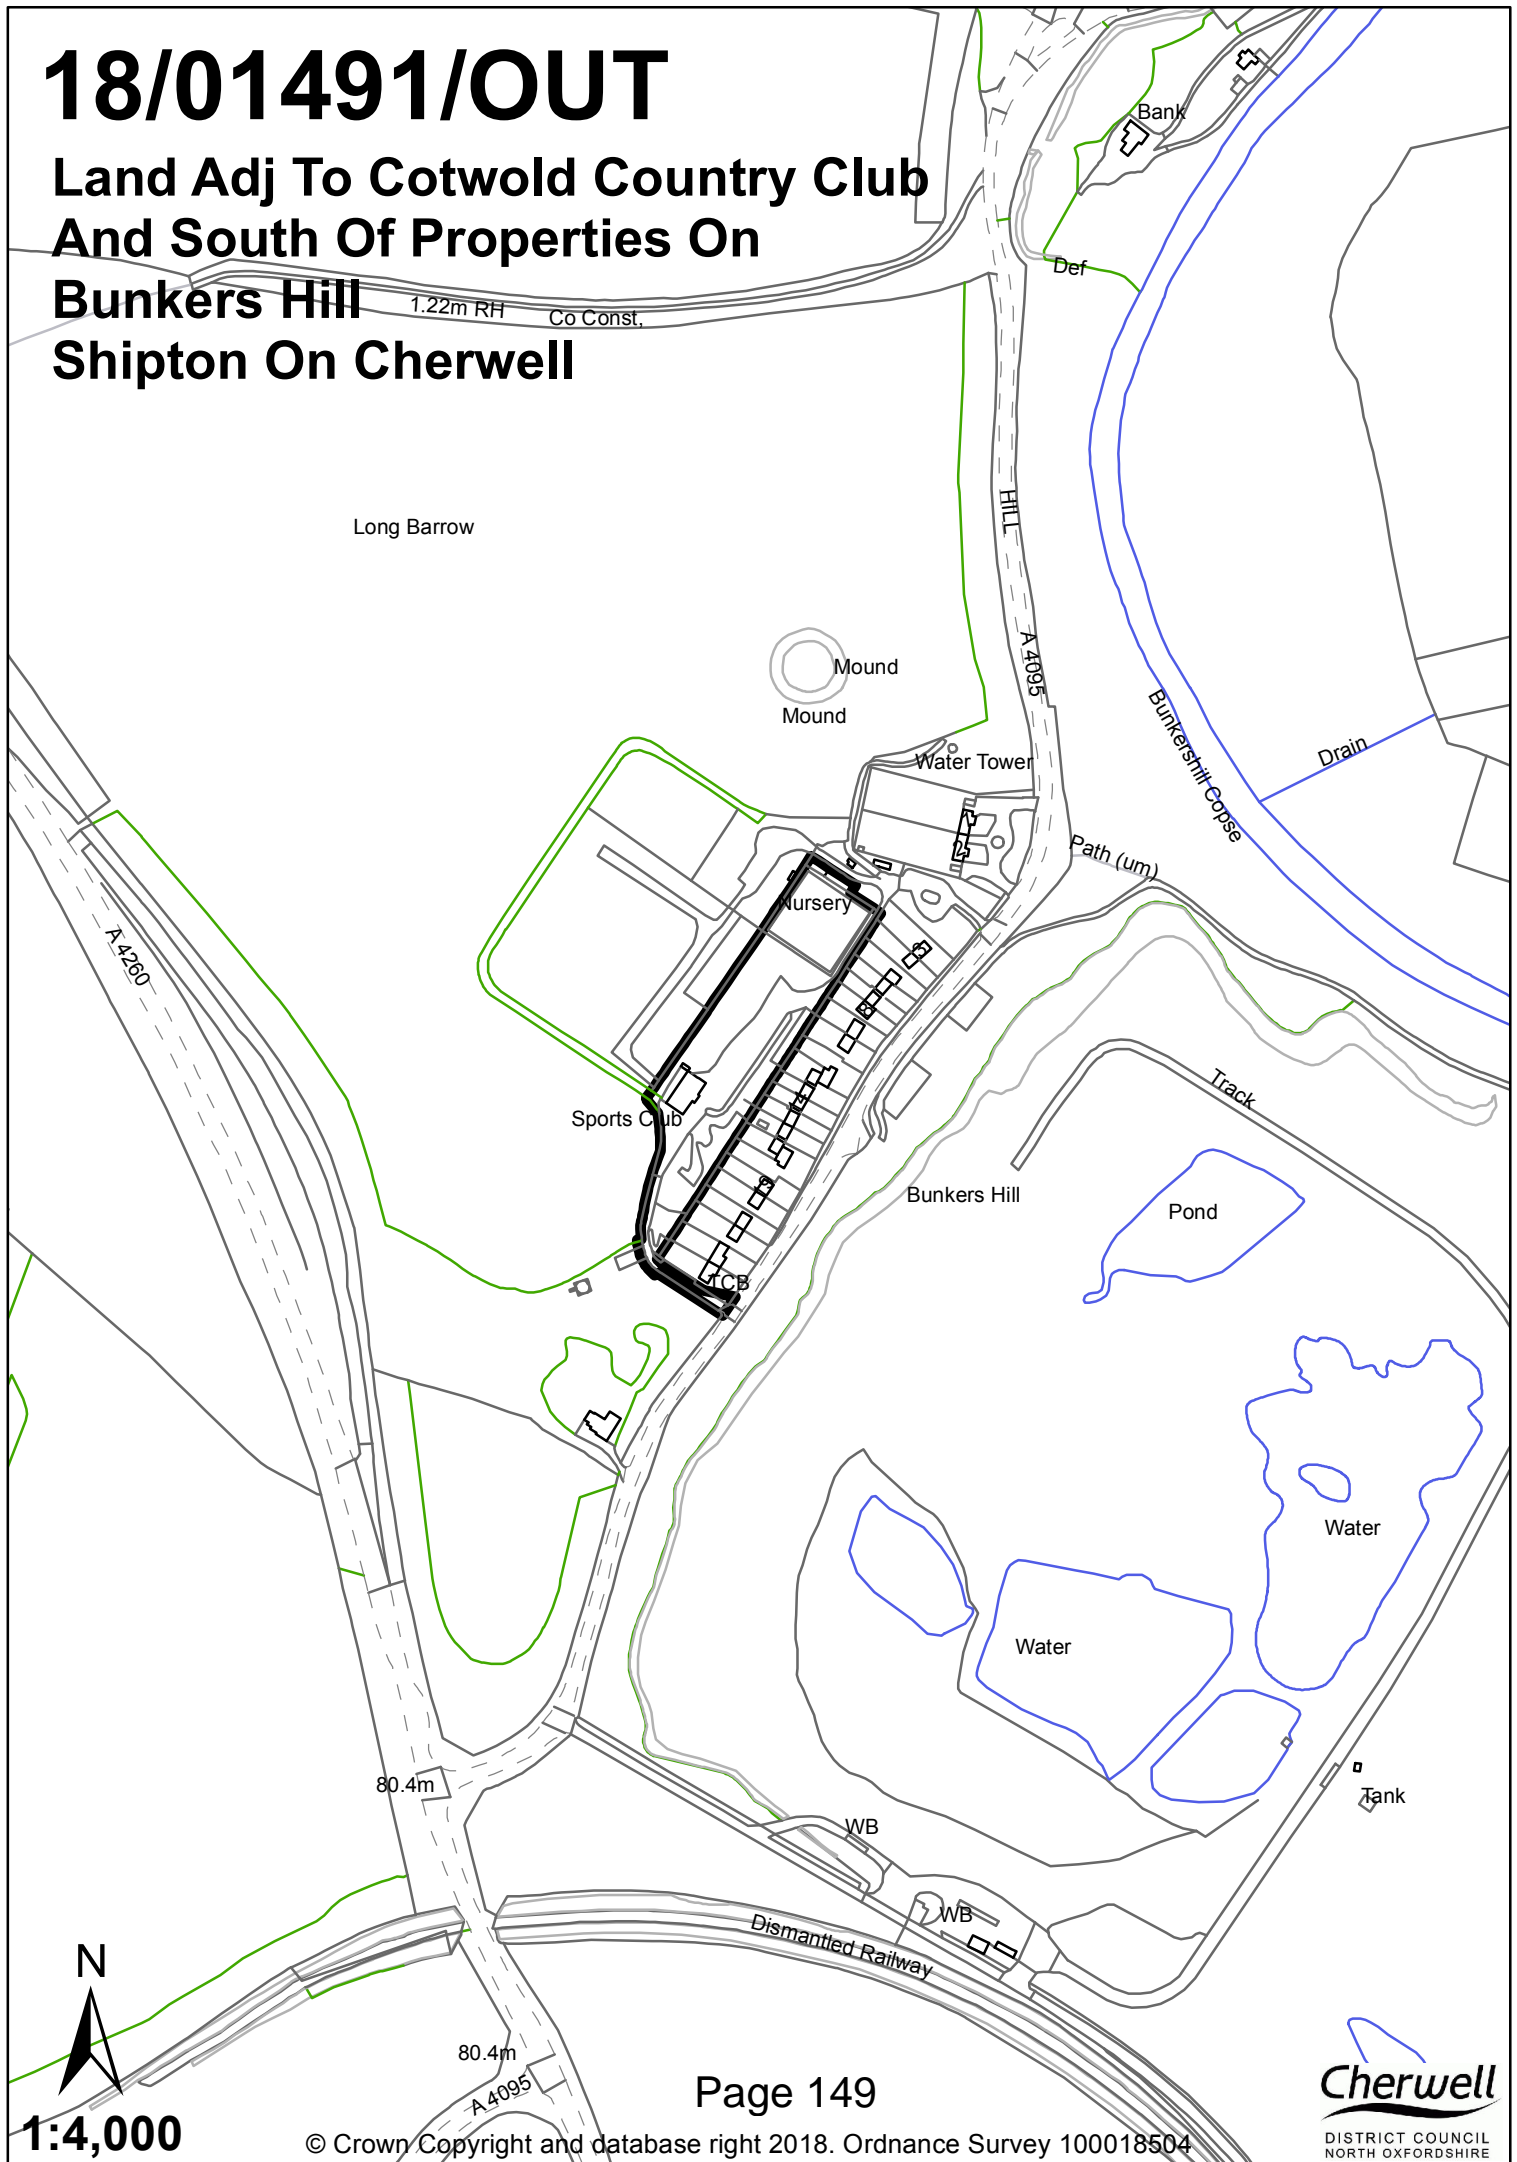 18/01491/OUT
Land Adj To Cotwold Country Club
And South Of Properties On
Bunkers Hill
Shipton On Cherwell
Bank
Def
1.22m RH
Co Const,
HILL
Long Barrow
A 4095
Mound
Mound
Water Tower
Bunkershill Copse
Drain
Path (um)
Nursery
A 4260
8
14
Track
Sports Club
19
Bunkers Hill
Pond
TCB
Water
Water
80.4m
Tank
WB
WB
Dismantled Railway
N
80.4m
A 4095
1:4,000
Page 149
© Crown Copyright and database right 2018. Ordnance Survey 100018504
Cherwell
DISTRICT COUNCIL
NORTH OXFORDSHIRE